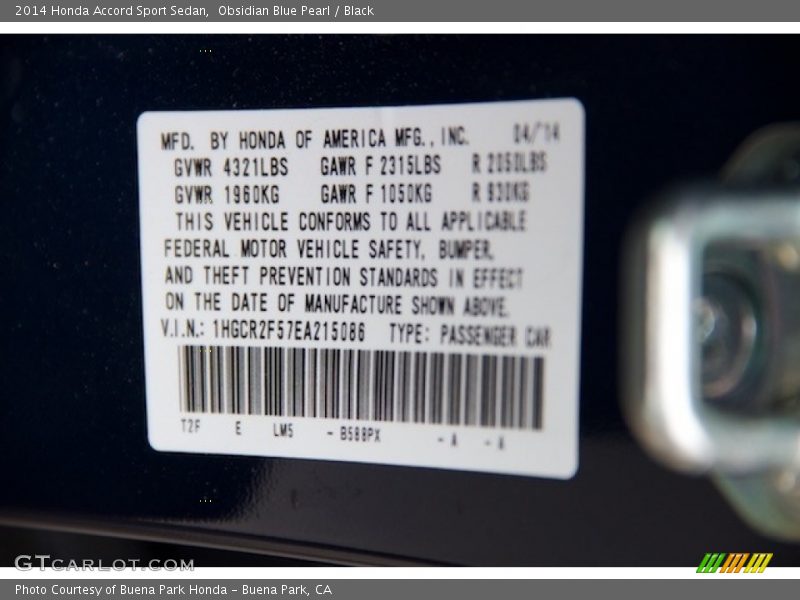 2014 Honda Accord Sport Sedan,  Obsidian Blue Pearl / Black
MFD. BY HONDA OF AMERICA MFG., INC. 04/14
GVWR 4321LBS GAWR F 2315LBS R 2050LBS
GVWR 1960KG GAWR F 1050KG R 930KG
THIS VEHICLE CONFORMS TO ALL APPLICABLE
FEDERAL MOTOR VEHICLE SAFETY, BUMPER,
AND THEFT PREVENTION STANDARDS IN EFFECT
ON THE DATE OF MANUFACTURE SHOWN ABOVE.
V.I.N.: 1HGCR2F57EA215086 TYPE: PASSENGER CAR
T2F E LM5 - B588PX - A - A
GTCARLOT.COM
Photo Courtesy of Buena Park Honda – Buena Park, CA